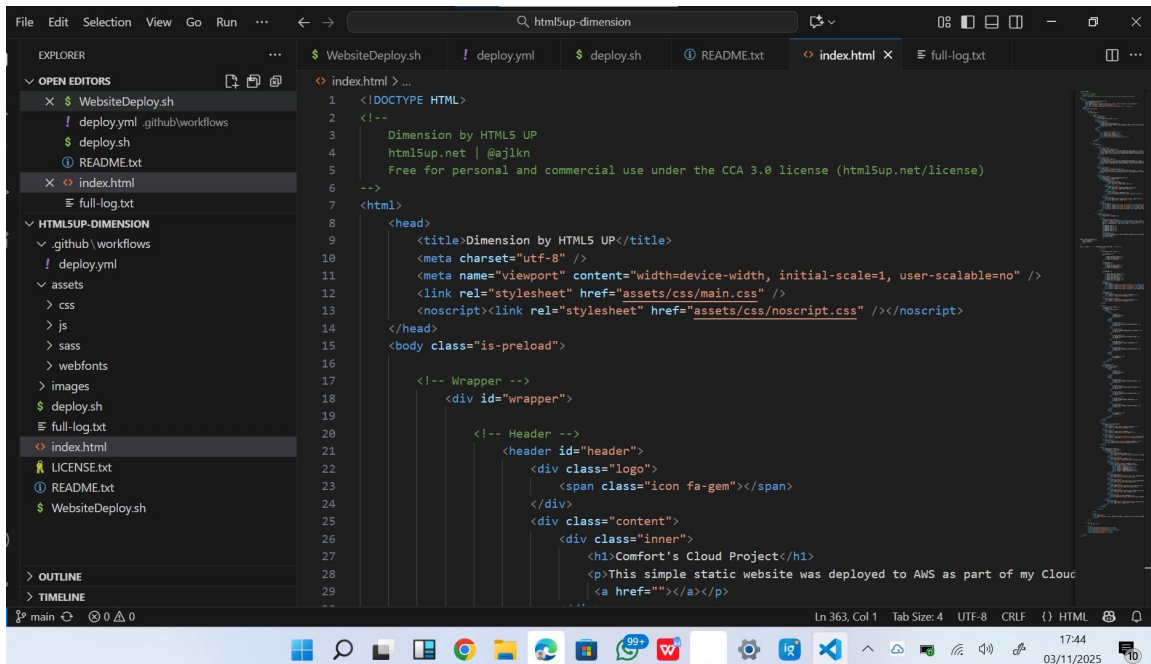 File Edit Selection View Go Run ··· html5up-dimension
EXPLORER ···
OPEN EDITORS
$ WebsiteDeploy.sh
! deploy.yml .github\workflows
$ deploy.sh
README.txt
index.html
full-log.txt
HTML5UP-DIMENSION
.github\workflows
! deploy.yml
assets
css
js
sass
webfonts
images
$ deploy.sh
full-log.txt
index.html
LICENSE.txt
README.txt
$ WebsiteDeploy.sh
OUTLINE
TIMELINE
$ WebsiteDeploy.sh ! deploy.yml $ deploy.sh README.txt index.html full-log.txt ···
index.html > ...
1 <!DOCTYPE HTML>
2 <!--
3 Dimension by HTML5 UP
4 html5up.net | @ajlkn
5 Free for personal and commercial use under the CCA 3.0 license (html5up.net/license)
6 -->
7 <html>
8 <head>
9 <title>Dimension by HTML5 UP</title>
10 <meta charset="utf-8" />
11 <meta name="viewport" content="width=device-width, initial-scale=1, user-scalable=no" />
12 <link rel="stylesheet" href="assets/css/main.css" />
13 <noscript><link rel="stylesheet" href="assets/css/noscript.css" /></noscript>
14 </head>
15 <body class="is-preload">
16
17 <!-- Wrapper -->
18 <div id="wrapper">
19
20 <!-- Header -->
21 <header id="header">
22 <div class="logo">
23 <span class="icon fa-gem"></span>
24 </div>
25 <div class="content">
26 <div class="inner">
27 <h1>Comfort's Cloud Project</h1>
28 <p>This simple static website was deployed to AWS as part of my Cloud
29 <a href=""></a></p>
main 0 0 Ln 363, Col 1 Tab Size: 4 UTF-8 CRLF {} HTML
99+ 17:44
03/11/2025 10